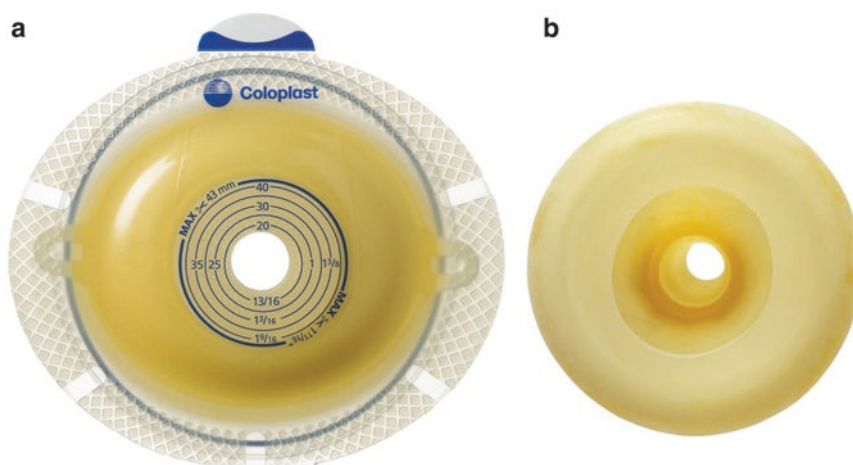 a
b
Coloplast
MAX ✂ 43 mm
40
30
20
35 25 1 1 3/8
13/16
1 3/16
1 9/16
MAX ✂ 1 11/16"